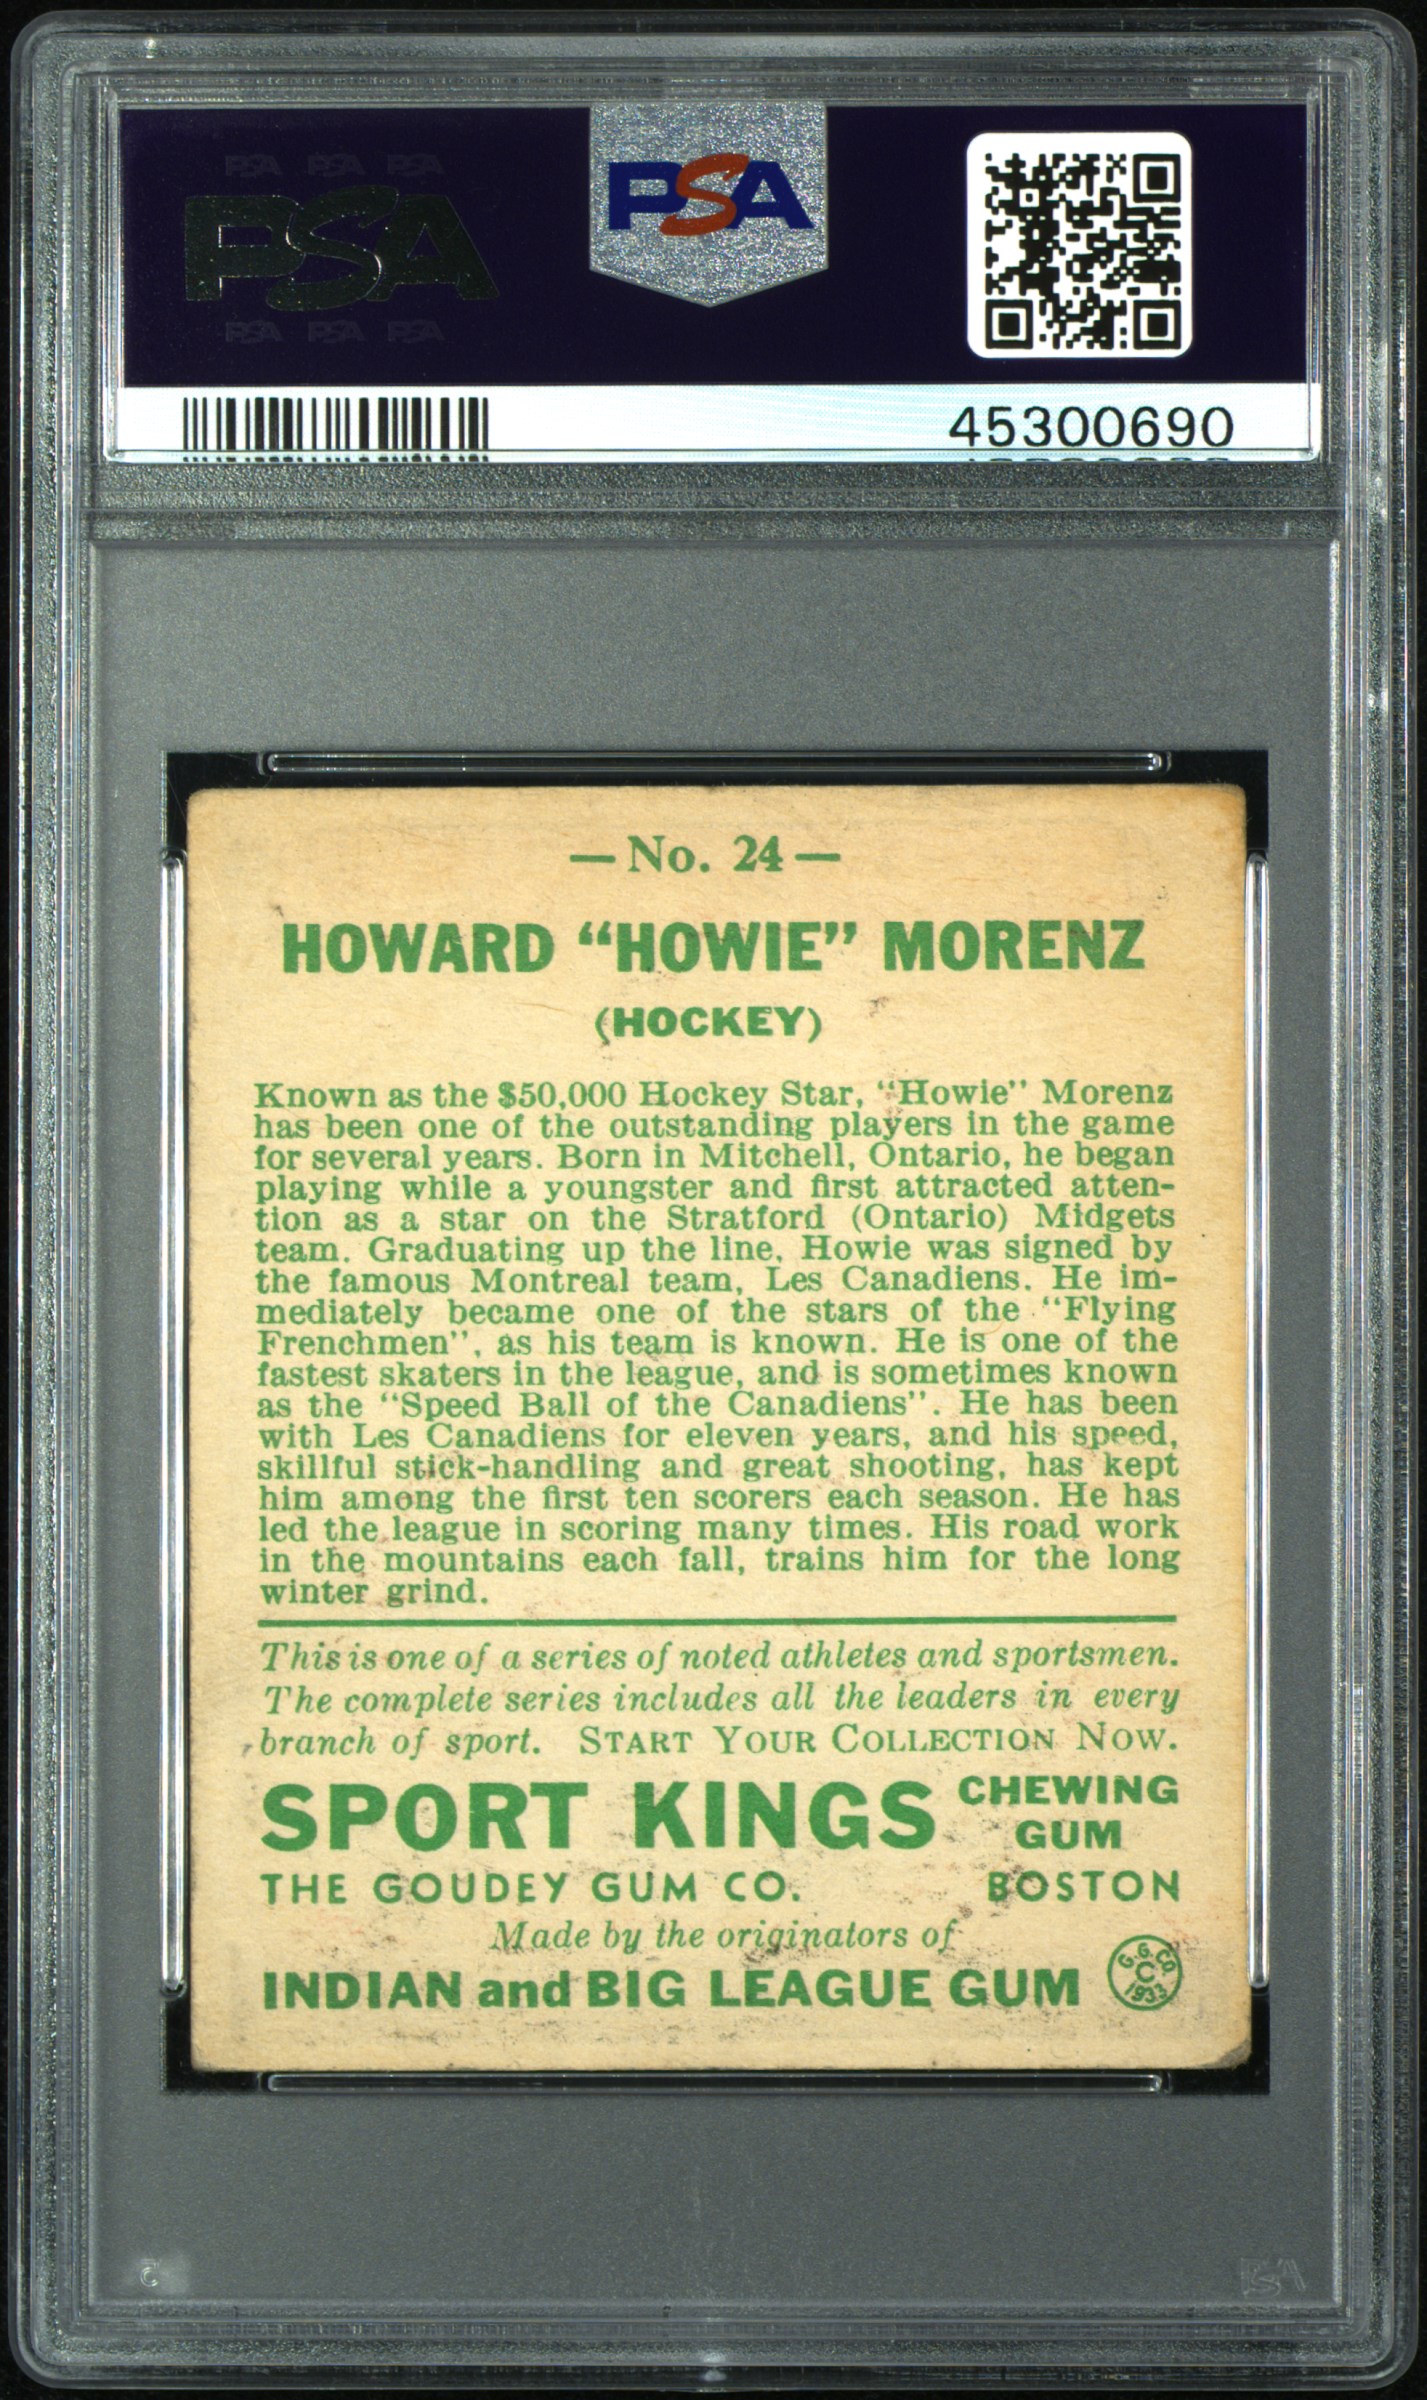 PSA PSA PSA
PSA
PSA PSA PSA
PSA
45300690
—No. 24—
HOWARD “HOWIE” MORENZ
(HOCKEY)
Known as the $50,000 Hockey Star, “Howie” Morenz
has been one of the outstanding players in the game
for several years. Born in Mitchell, Ontario, he began
playing while a youngster and first attracted atten-
tion as a star on the Stratford (Ontario) Midgets
team. Graduating up the line, Howie was signed by
the famous Montreal team, Les Canadiens. He im-
mediately became one of the stars of the “Flying
Frenchmen”, as his team is known. He is one of the
fastest skaters in the league, and is sometimes known
as the “Speed Ball of the Canadiens”. He has been
with Les Canadiens for eleven years, and his speed,
skillful stick-handling and great shooting, has kept
him among the first ten scorers each season. He has
led the league in scoring many times. His road work
in the mountains each fall, trains him for the long
winter grind.
This is one of a series of noted athletes and sportsmen.
The complete series includes all the leaders in every
branch of sport. START YOUR COLLECTION NOW.
SPORT KINGS CHEWING GUM
THE GOUDEY GUM CO. BOSTON
Made by the originators of
INDIAN and BIG LEAGUE GUM
G. G. CO.
C
1933
5
PSA